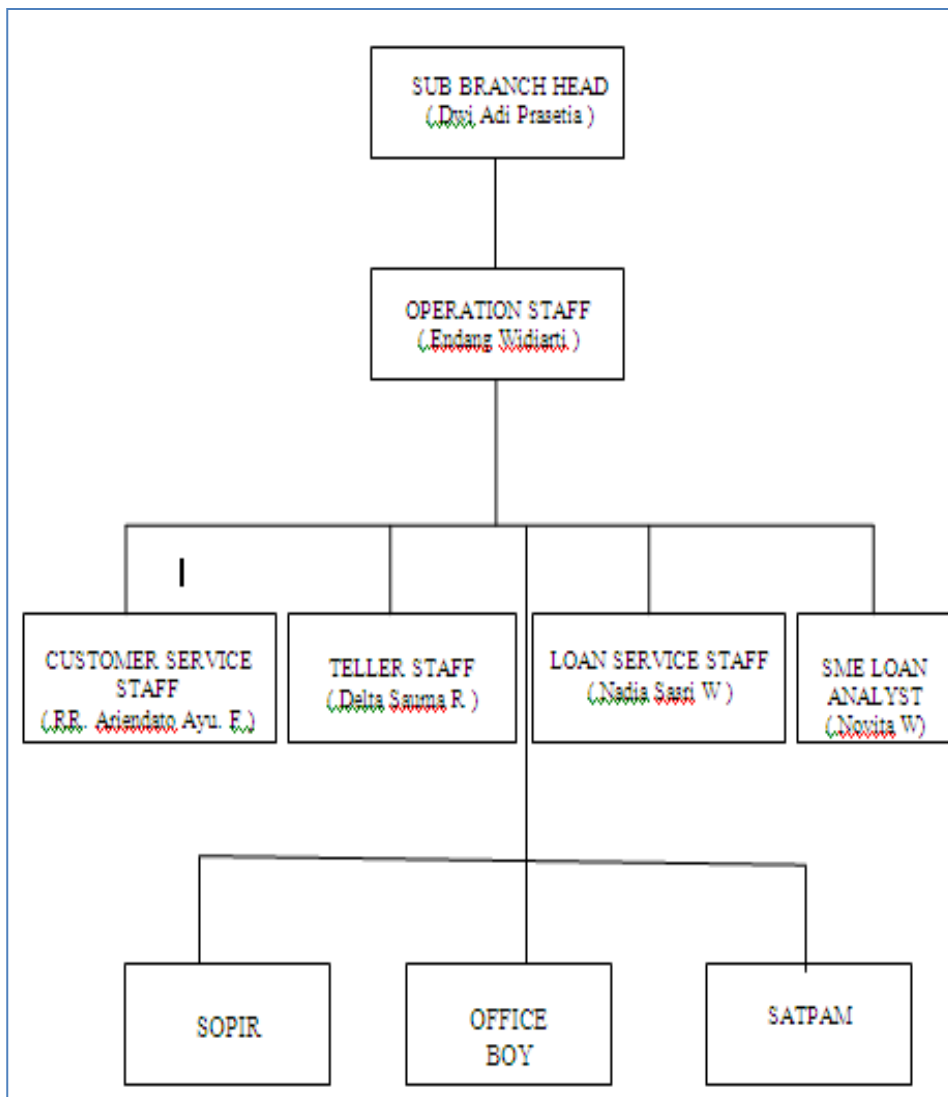 SUB BRANCH HEAD
(.Dwi Adi Prasetia )
OPERATION STAFF
(.Endang Widiarti )
CUSTOMER SERVICE
STAFF
(.RR. Ariendato Ayu. F.)
TELLER STAFF
(.Delta Sauma R )
LOAN SERVICE STAFF
(.Nadia Sasri W )
SME LOAN
ANALYST
(.Novita W)
SOPIR
OFFICE
BOY
SATPAM